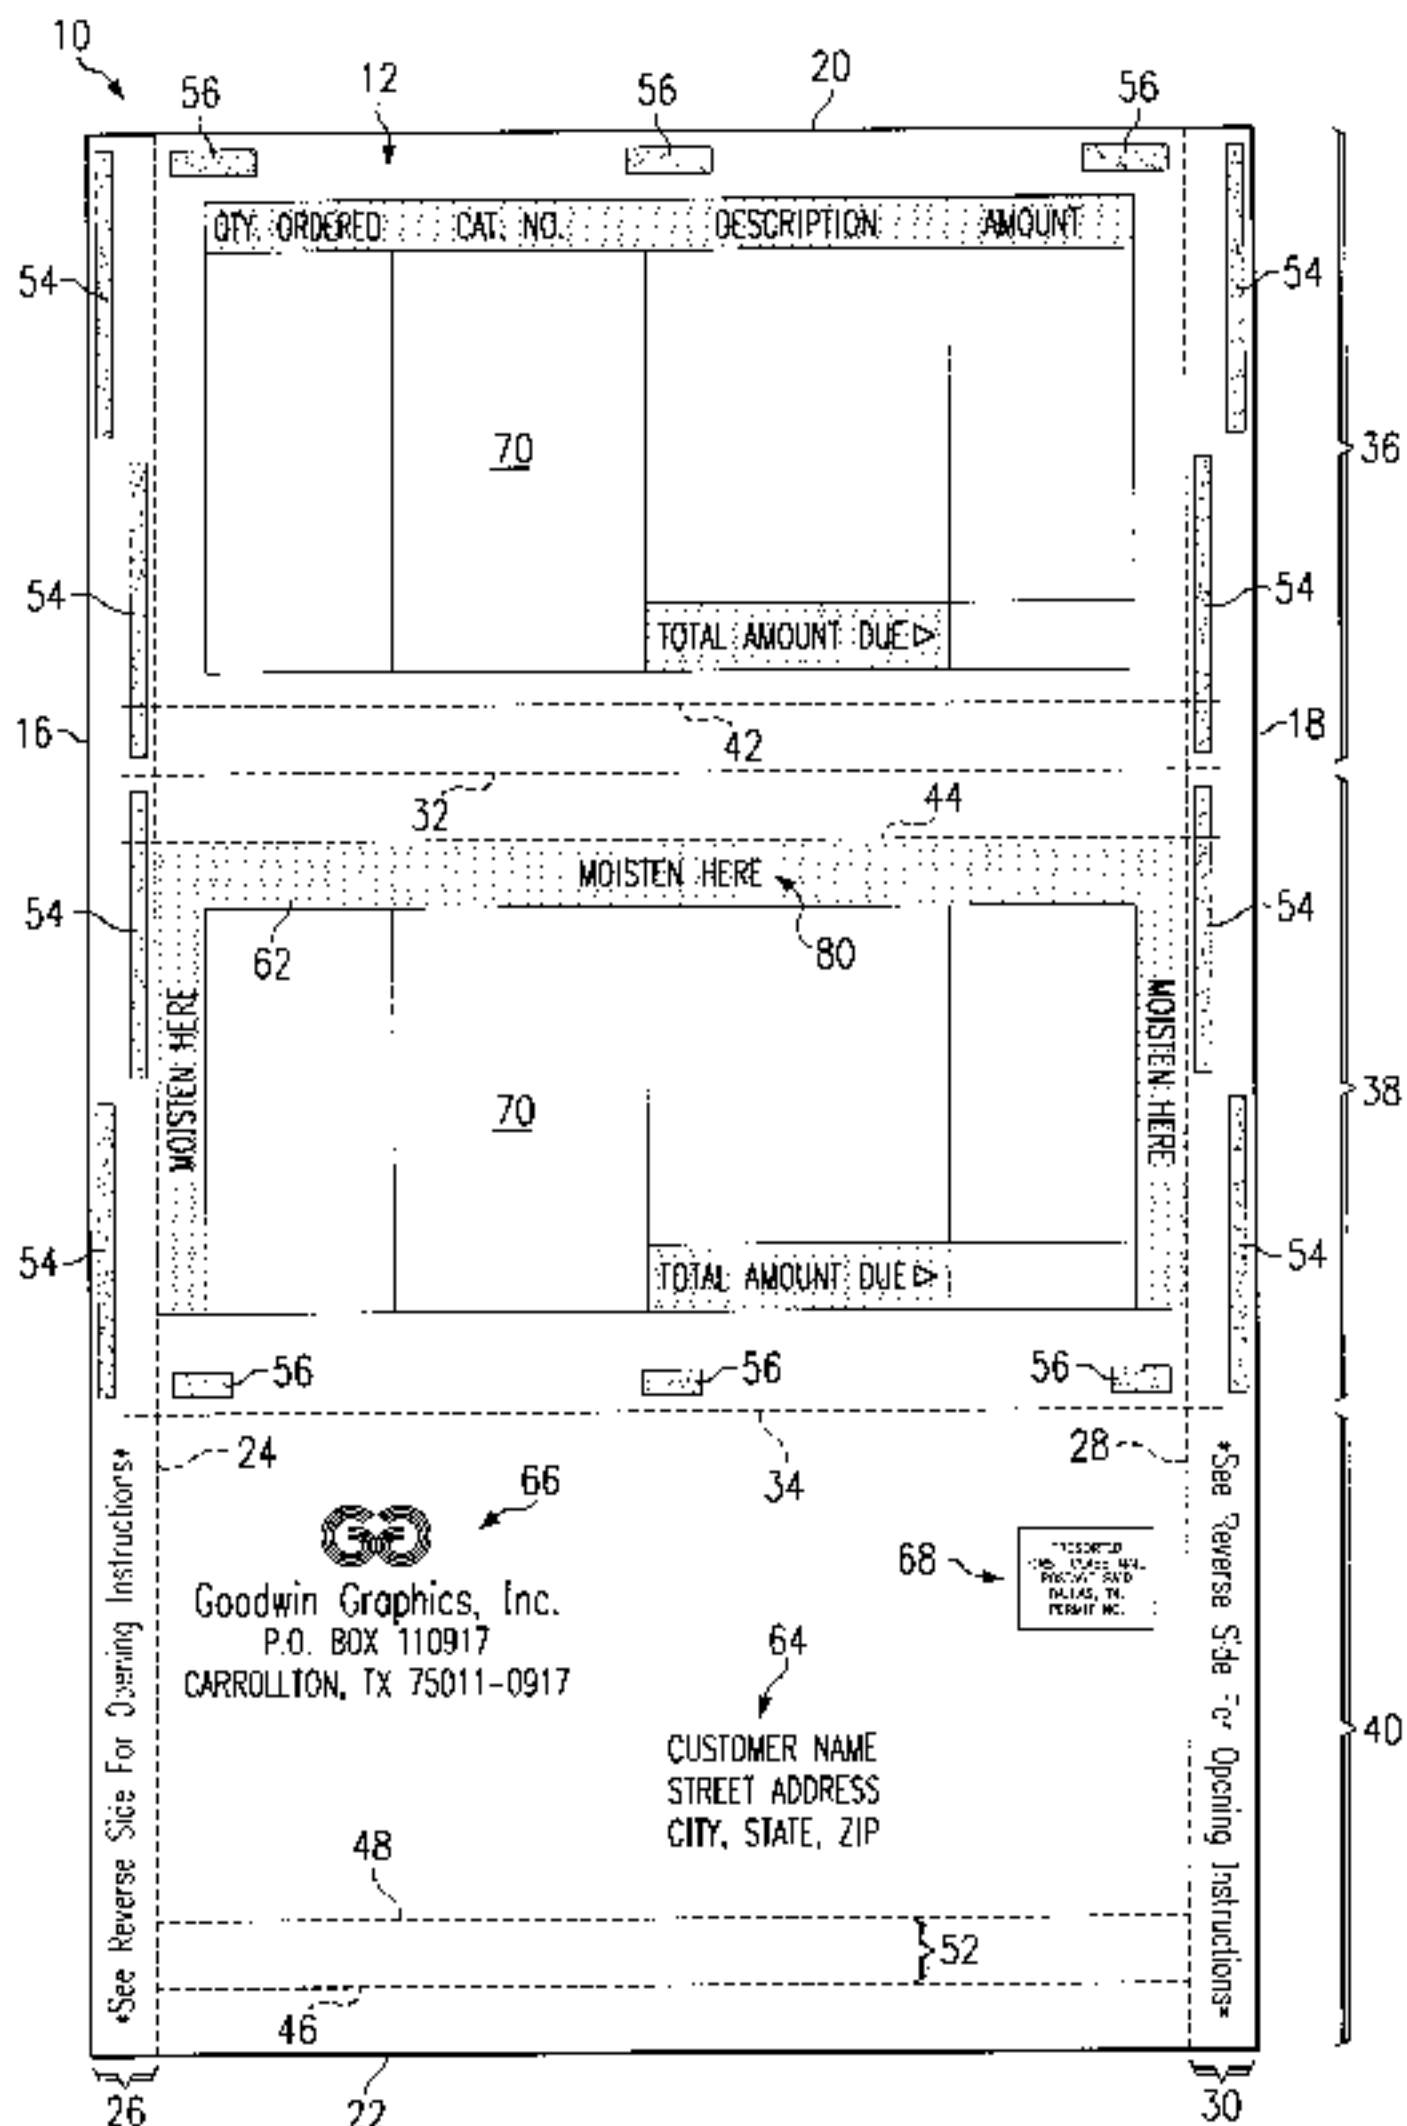 10
56
12
56
20
56
QTY. ORDERED CAT. NO. DESCRIPTION AMOUNT
54
54
70
36
54
54
TOTAL AMOUNT DUE
16
42
18
32
44
MOISTEN HERE
54
54
62
80
MOISTEN HERE
MOISTEN HERE
70
38
54
TOTAL AMOUNT DUE
54
56
56
56
24
34
28
*See Reverse Side For Opening Instructions*
*See Reverse Side For Opening Instructions*
66
68
Goodwin Graphics, Inc.
P.O. BOX 110917
CARROLLTON, TX 75011-0917
DALLAS, TX.
PERMIT NO.
64
40
CUSTOMER NAME
STREET ADDRESS
CITY, STATE, ZIP
48
52
46
26
22
30